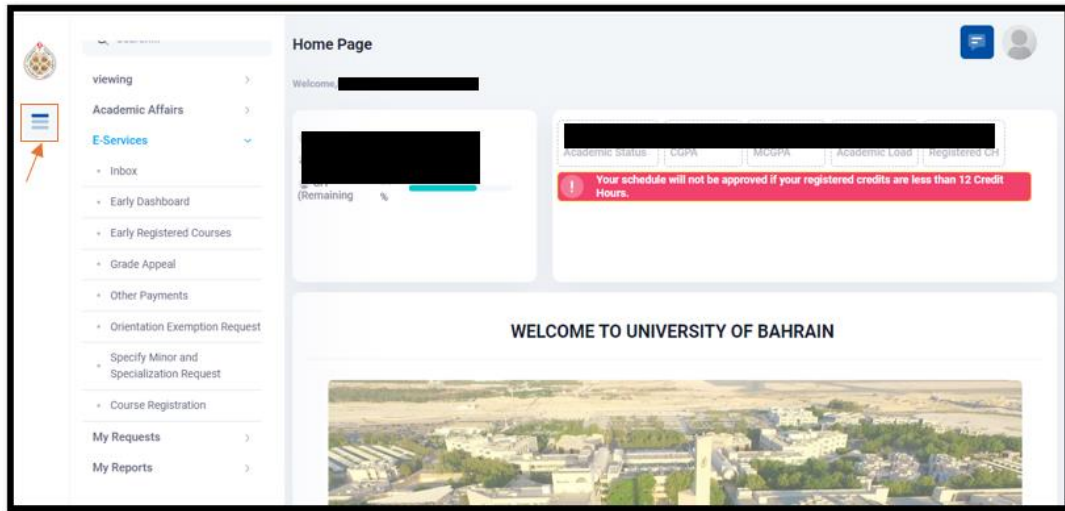 viewing
Academic Affairs
E-Services
Inbox
Early Dashboard
Early Registered Courses
Grade Appeal
Other Payments
Orientation Exemption Request
Specify Minor and
Specialization Request
Course Registration
My Requests
My Reports
Home Page
Welcome,
(Remaining %
Academic Status CGPA MCGPA Academic Load Registered CH
Your schedule will not be approved if your registered credits are less than 12 Credit
Hours.
WELCOME TO UNIVERSITY OF BAHRAIN